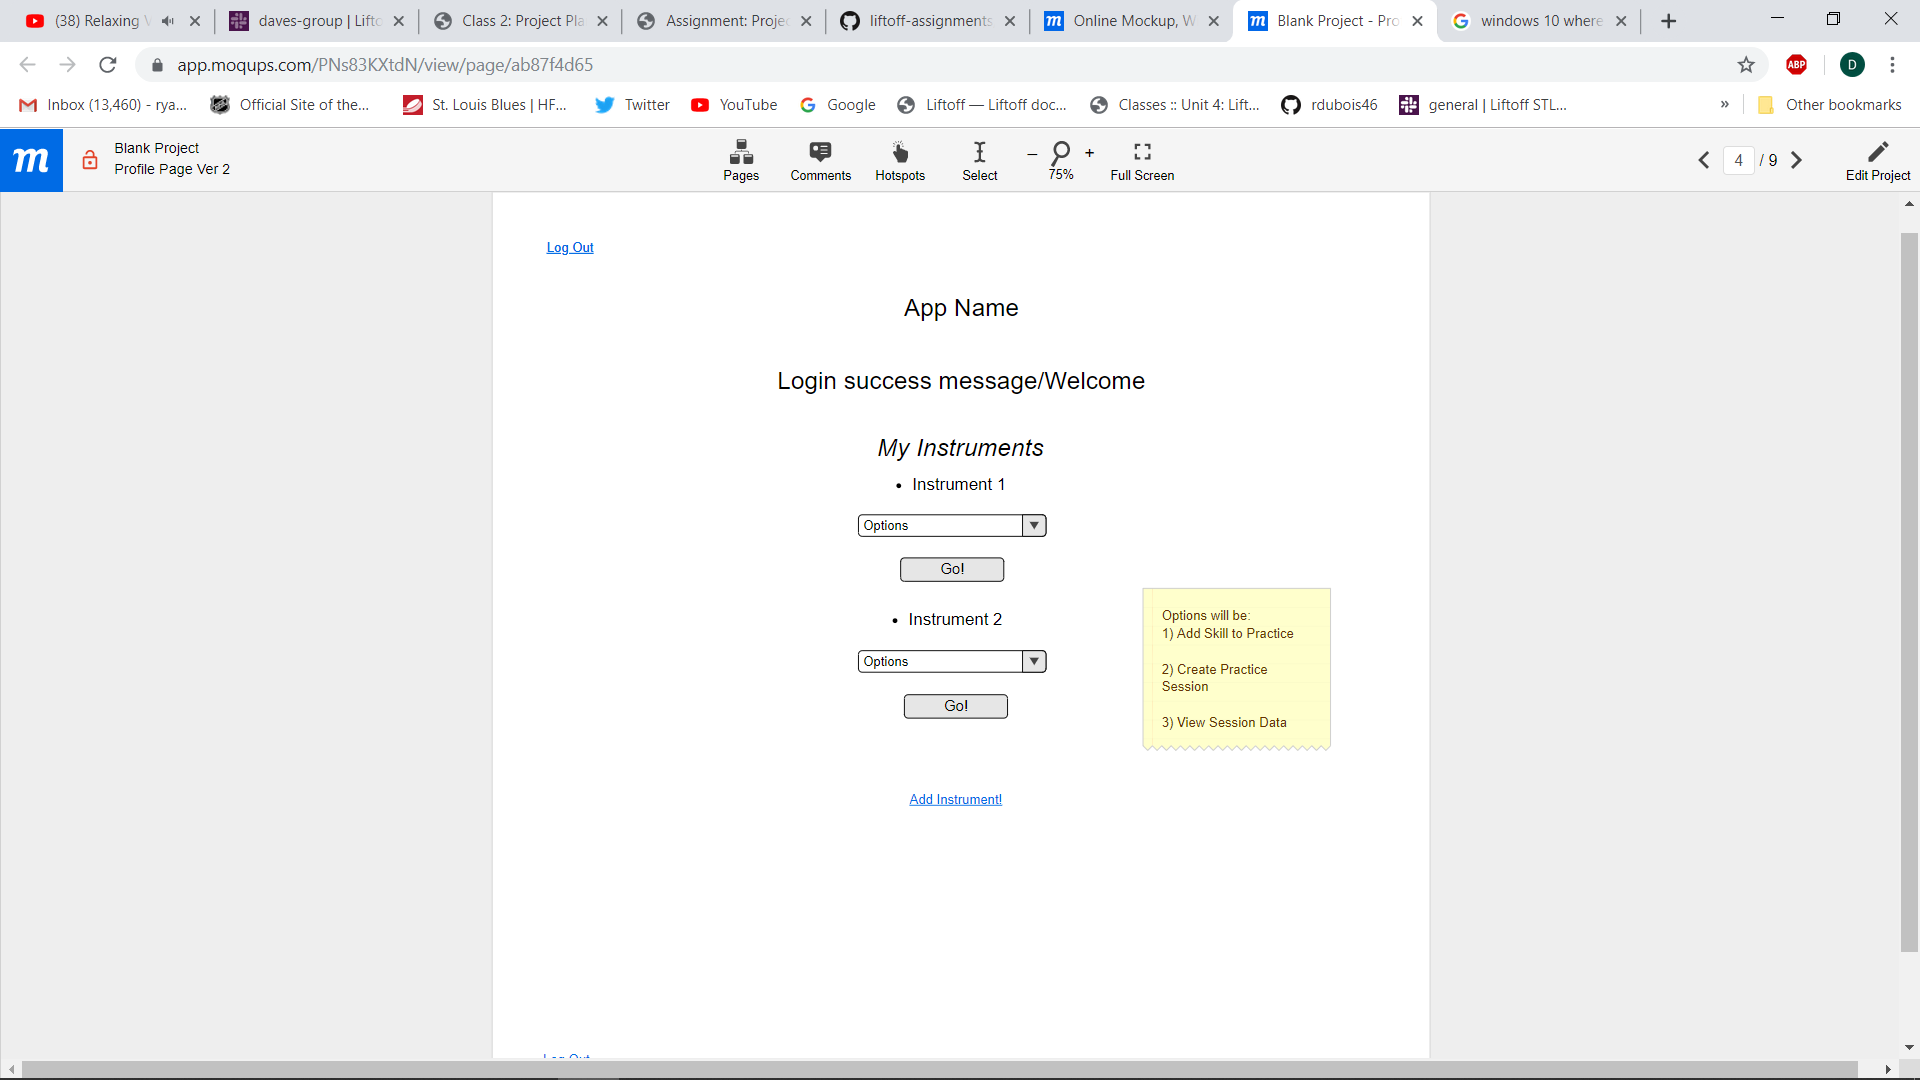 (38) Relaxing
daves-group | Lifto
Class 2: Project Pla
Assignment: Projec
liftoff-assignments
Online Mockup, W
Blank Project - Pro
windows 10 where
app.moqups.com/PNs83KXtdN/view/page/ab87f4d65
ABP
D
Inbox (13,460) - rya...
Official Site of the...
St. Louis Blues | HF...
Twitter
YouTube
Google
Liftoff — Liftoff doc...
Classes :: Unit 4: Lift...
rdubois46
general | Liftoff STL...
»
Other bookmarks
m
Blank Project
Profile Page Ver 2
Pages
Comments
Hotspots
Select
– 75% +
Full Screen
4 / 9
Edit Project
Log Out
App Name
Login success message/Welcome
My Instruments
• Instrument 1
Options
Go!
• Instrument 2
Options
Go!
Options will be:
1) Add Skill to Practice
2) Create Practice
Session
3) View Session Data
Add Instrument!
Log Out